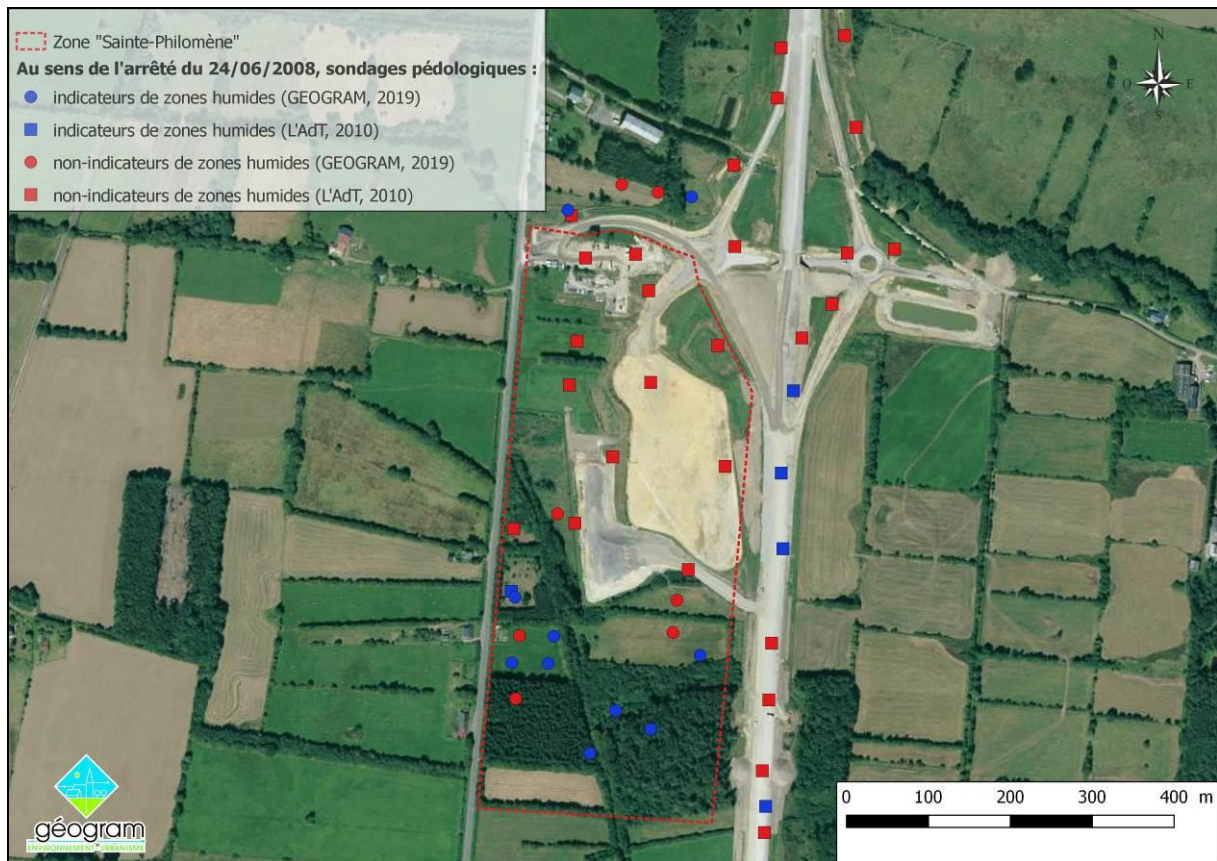 Zone "Sainte-Philomène"
Au sens de l'arrêté du 24/06/2008, sondages pédologiques :
indicateurs de zones humides (GEOGRAM, 2019)
indicateurs de zones humides (L'AdT, 2010)
non-indicateurs de zones humides (GEOGRAM, 2019)
non-indicateurs de zones humides (L'AdT, 2010)
N
O E
S
0 100 200 300 400 m
géogram
ENVIRONNEMENT URBANISME